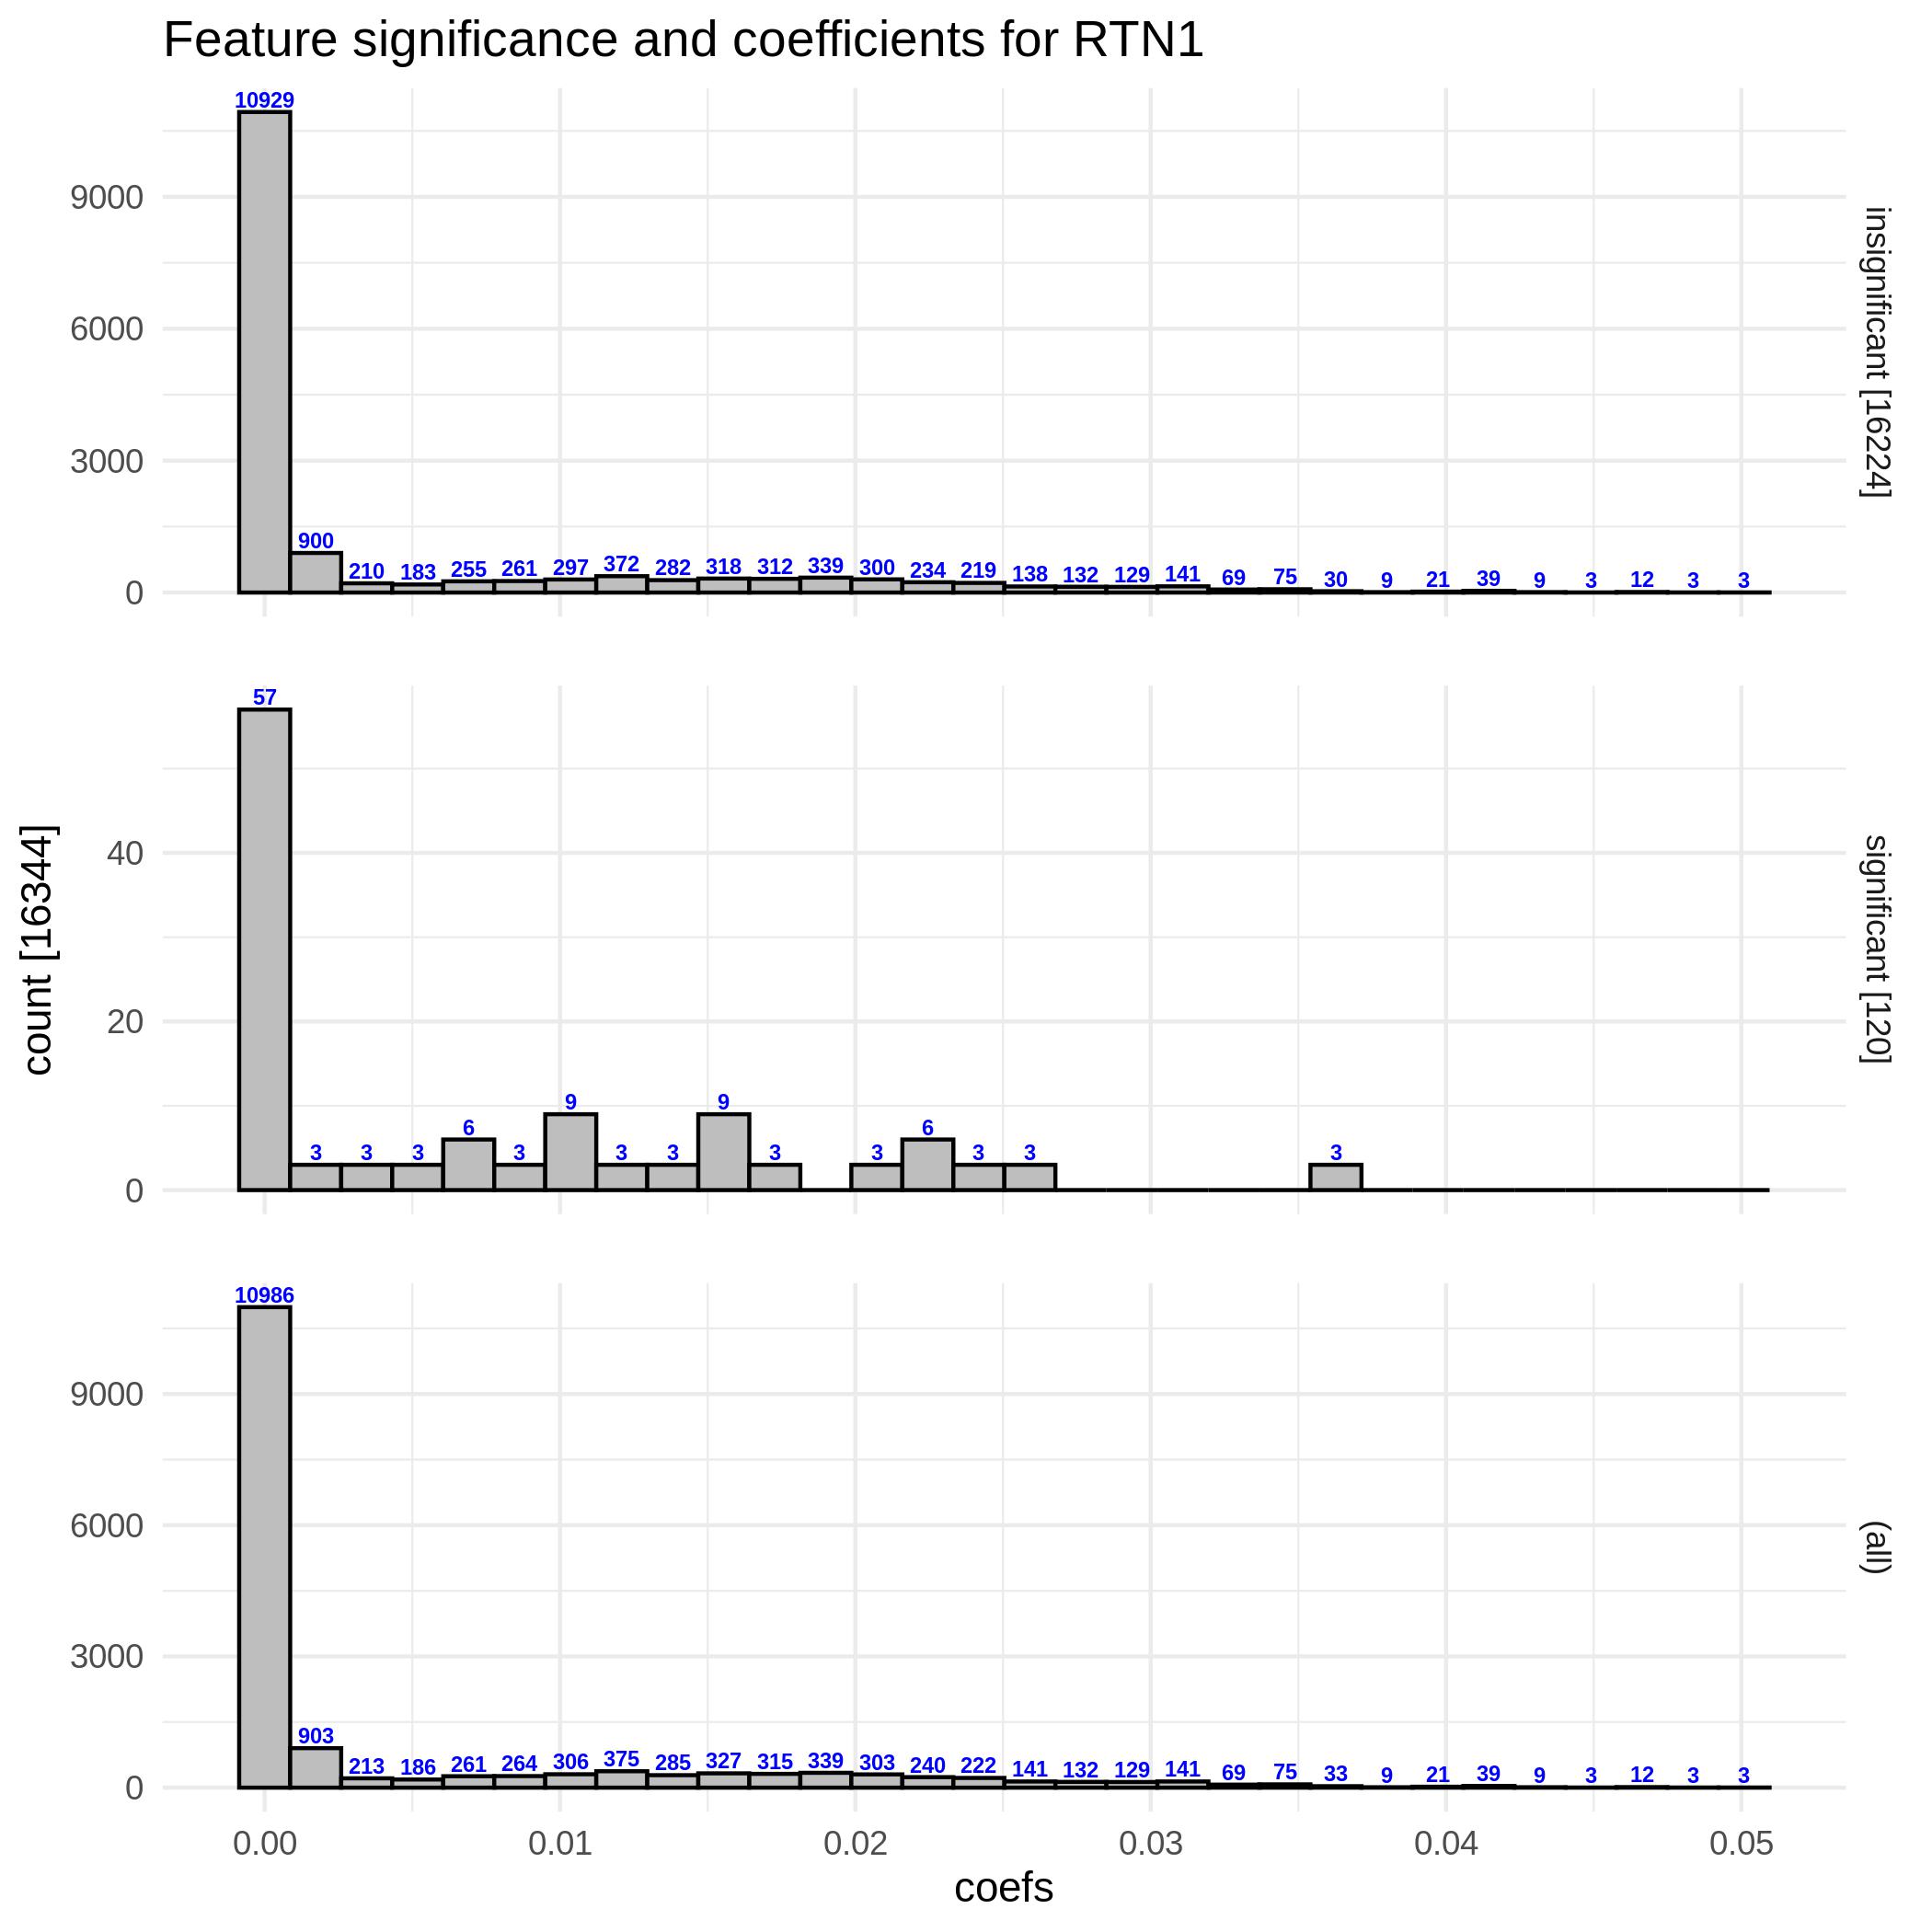 Feature significance and coefficients for RTN1
10929
9000
6000
3000
0
900 210 183 255 261 297 372 282 318 312 339 300 234 219 138 132 129 141 69 75 30 9 21 39 9 3 12 3 3
insignificant [16224]
count [16344]
57
40
20
0
3 3 3 6 3 9 3 3 9 3 3 6 3 3 3
significant [120]
10986
9000
6000
3000
0
903 213 186 261 264 306 375 285 327 315 339 303 240 222 141 132 129 141 69 75 33 9 21 39 9 3 12 3 3
(all)
0.00 0.01 0.02 0.03 0.04 0.05
coefs